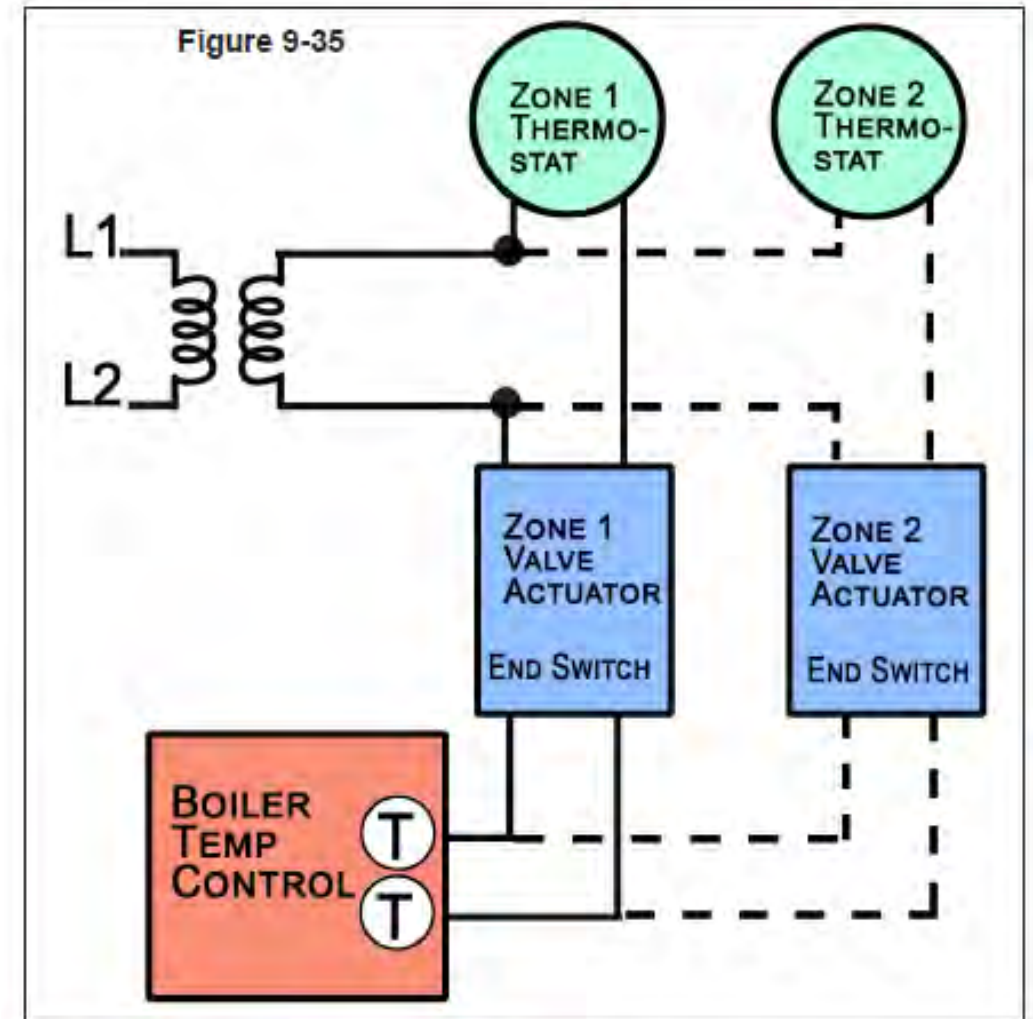 Figure 9-35
ZONE 1
THERMO-
STAT
ZONE 2
THERMO-
STAT
L1
L2
ZONE 1
VALVE
ACTUATOR
END SWITCH
ZONE 2
VALVE
ACTUATOR
END SWITCH
BOILER
TEMP
CONTROL
T
T